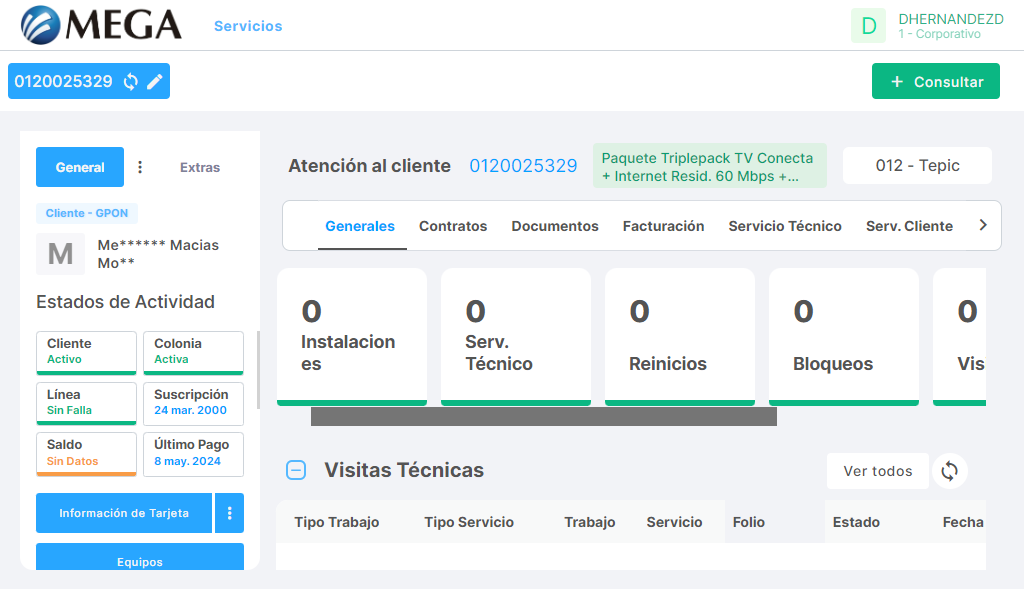 MEGA
Servicios
D
DHERNANDEZD
1 - Corporativo
0120025329
+ Consultar
General
Extras
Cliente - GPON
M
Me****** Macias
Mo**
Estados de Actividad
Cliente
Activo
Colonia
Activa
Línea
Sin Falla
Suscripción
24 mar. 2000
Saldo
Sin Datos
Último Pago
8 may. 2024
Información de Tarjeta
Equipos
Atención al cliente
0120025329
Paquete Triplepack TV Conecta
+ Internet Resid. 60 Mbps +...
012 - Tepic
Generales
Contratos
Documentos
Facturación
Servicio Técnico
Serv. Cliente
0
Instalacion
es
0
Serv.
Técnico
0
Reinicios
0
Bloqueos
0
Vis
Visitas Técnicas
Ver todos
Tipo Trabajo
Tipo Servicio
Trabajo
Servicio
Folio
Estado
Fecha